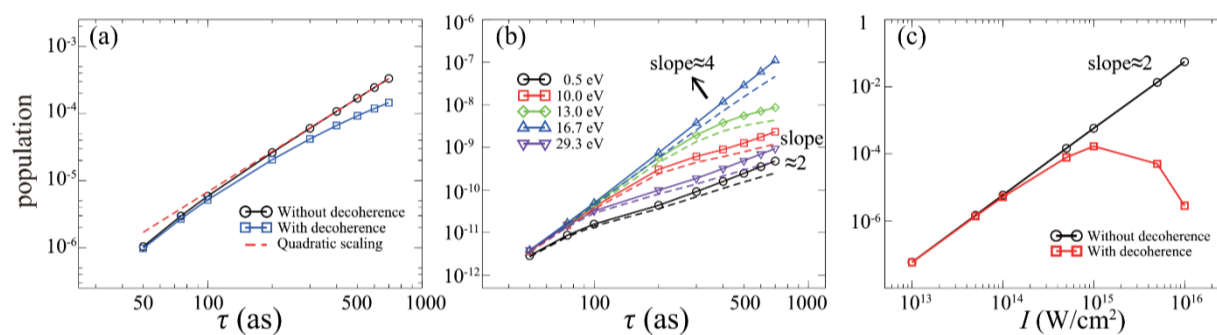 (a)
10^-3
10^-4
10^-5
10^-6
population
Without decoherence
With decoherence
Quadratic scaling
50
100
500
1000
τ (as)
(b)
10^-6
10^-7
10^-8
10^-9
10^-10
10^-11
10^-12
slope≈4
0.5 eV
10.0 eV
13.0 eV
16.7 eV
29.3 eV
slope
≈2
100
500
1000
τ (as)
(c)
1
10^-2
10^-4
10^-6
slope≈2
Without decoherence
With decoherence
10^13
10^14
10^15
10^16
I (W/cm²)